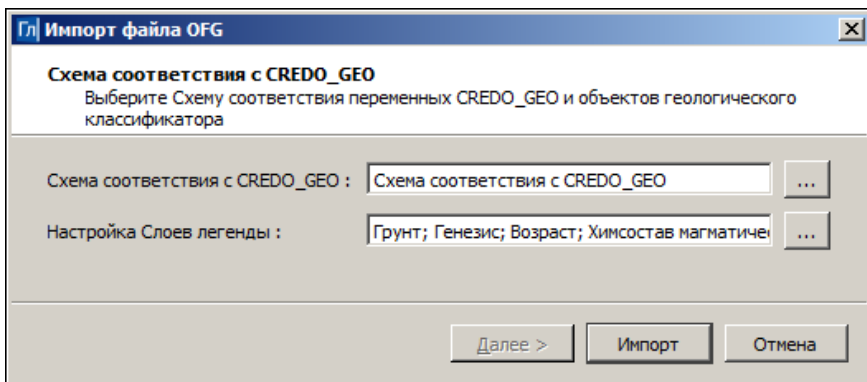 Гл Импорт файла OFG
Схема соответствия с CREDO_GEO
Выберите Схему соответствия переменных CREDO_GEO и объектов геологического
классификатора
Схема соответствия с CREDO_GEO : Схема соответствия с CREDO_GEO ...
Настройка Слоев легенды : Грунт; Генезис; Возраст; Химсостав ...
Далее > Импорт Отмена